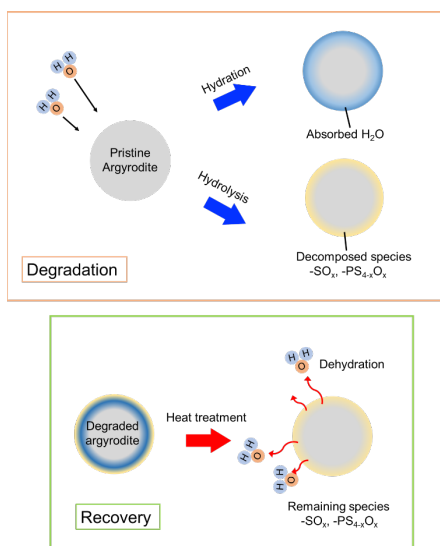 H
H
O
H
H
O
Hydration
Absorbed H₂O
Pristine
Argyrodite
Hydrolysis
Decomposed species
-SOₓ, -PS₄₋ₓOₓ
Degradation
H
H
O
Dehydration
Degraded
argyrodite
Heat treatment
H
H
O
H
H
O
Remaining species
-SOₓ, -PS₄₋ₓOₓ
Recovery